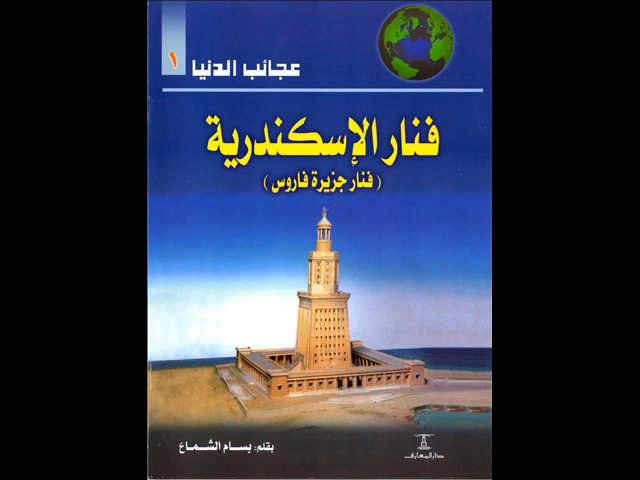 عجائب الدنيا ١
فنار الإسكندرية
(فنار جزيرة فاروس)
بقلم: بسام الشماع
دار المعارف